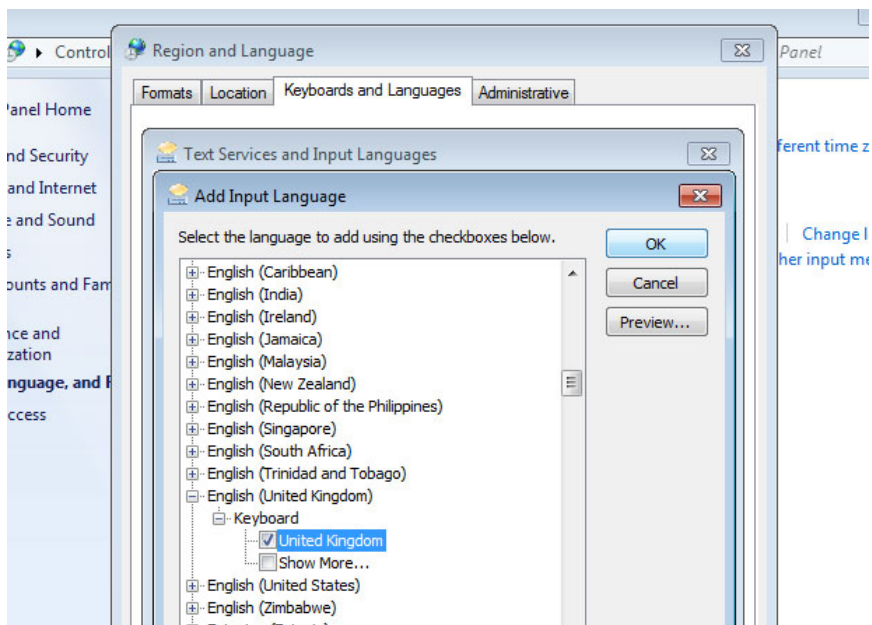 Control
Panel
Region and Language
Formats Location Keyboards and Languages Administrative
Panel Home
nd Security
and Internet
e and Sound
s
ounts and Fam
nce and
zation
nguage, and F
ccess
ferent time z
Change l
her input me
Text Services and Input Languages
Add Input Language
Select the language to add using the checkboxes below.
OK
Cancel
Preview...
English (Caribbean)
English (India)
English (Ireland)
English (Jamaica)
English (Malaysia)
English (New Zealand)
English (Republic of the Philippines)
English (Singapore)
English (South Africa)
English (Trinidad and Tobago)
English (United Kingdom)
Keyboard
United Kingdom
Show More...
English (United States)
English (Zimbabwe)